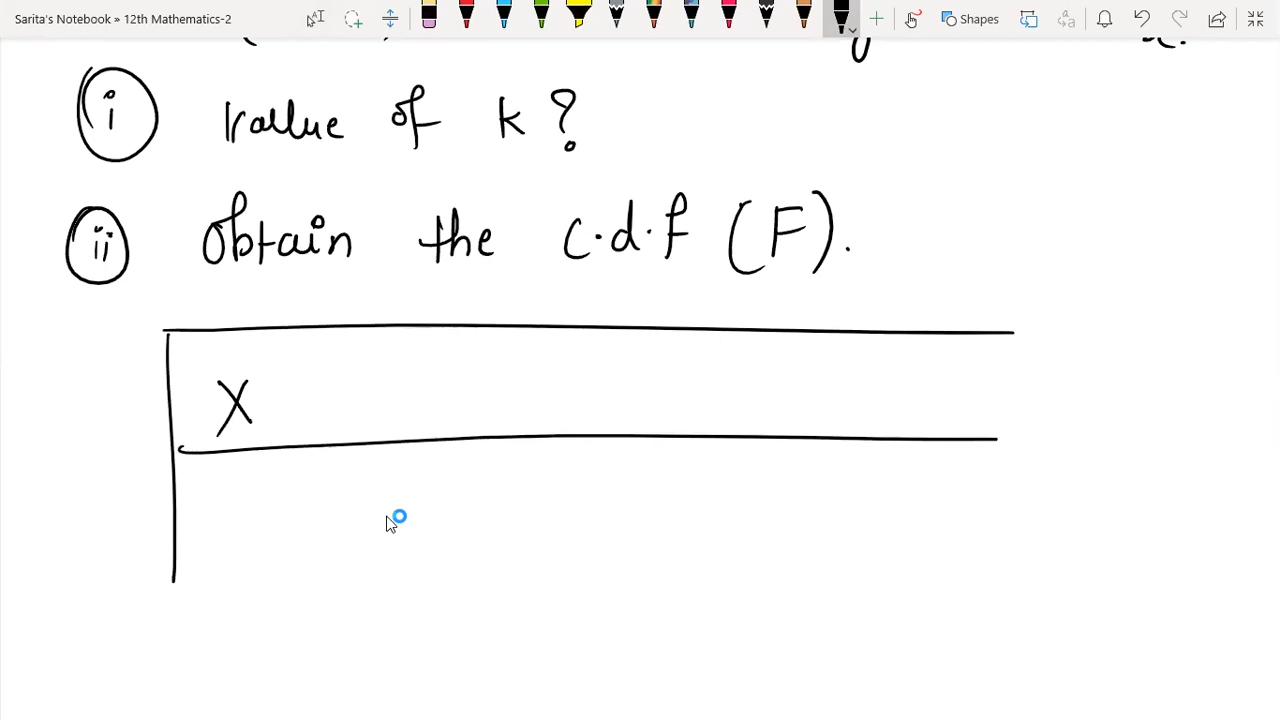 Sarita's Notebook » 12th Mathematics-2
Shapes
i value of k ?
ii Obtain the c.d.f (F).
X